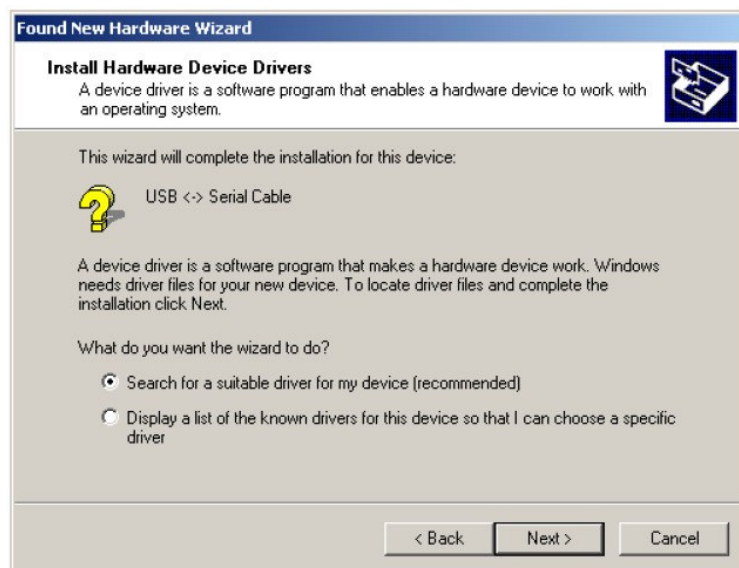 Found New Hardware Wizard
Install Hardware Device Drivers
A device driver is a software program that enables a hardware device to work with
an operating system.
This wizard will complete the installation for this device:
USB <-> Serial Cable
A device driver is a software program that makes a hardware device work. Windows
needs driver files for your new device. To locate driver files and complete the
installation click Next.
What do you want the wizard to do?
Search for a suitable driver for my device (recommended)
Display a list of the known drivers for this device so that I can choose a specific
driver
< Back Next > Cancel